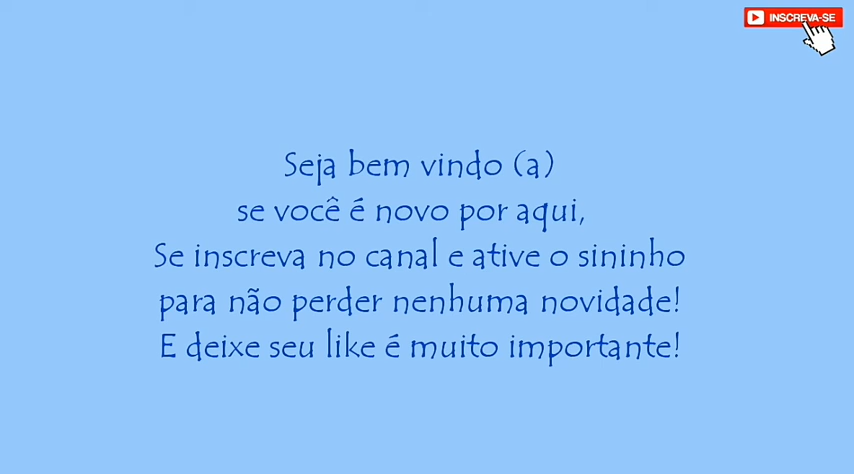 INSCREVA-SE
Seja bem vindo (a)
se você é novo por aqui,
Se inscreva no canal e ative o sininho
para não perder nenhuma novidade!
E deixe seu like é muito importante!